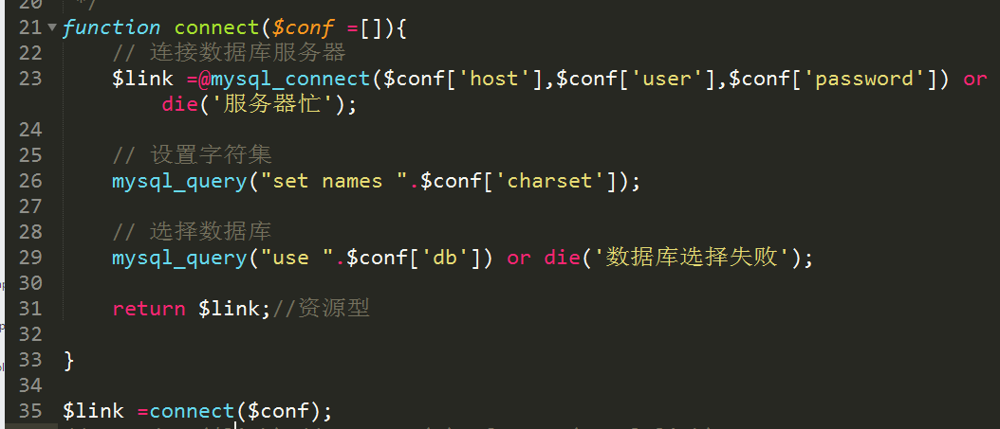 20 */
21 function connect($conf =[]){
22 // 连接数据库服务器
23 $link =@mysql_connect($conf['host'],$conf['user'],$conf['password']) or
die('服务器忙');
24
25 // 设置字符集
26 mysql_query("set names ".$conf['charset']);
27
28 // 选择数据库
29 mysql_query("use ".$conf['db']) or die('数据库选择失败');
30
31 return $link;//资源型
32
33 }
34
35 $link =connect($conf);